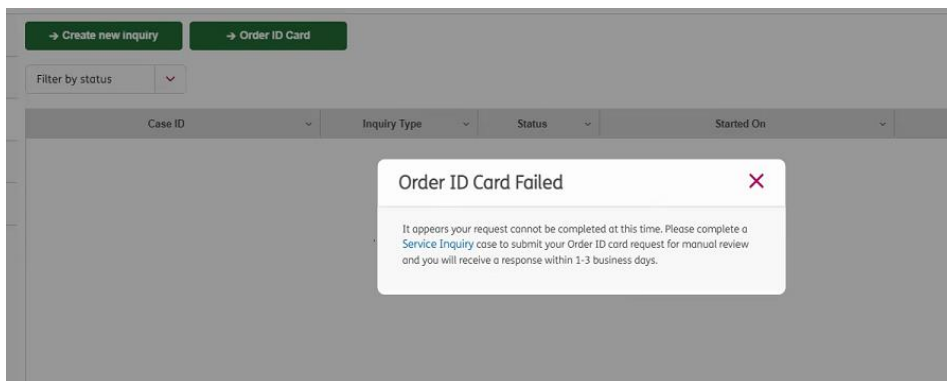 → Create new inquiry
→ Order ID Card
Filter by status
Case ID
Inquiry Type
Status
Started On
Order ID Card Failed
It appears your request cannot be completed at this time. Please complete a
Service Inquiry case to submit your Order ID card request for manual review
and you will receive a response within 1-3 business days.